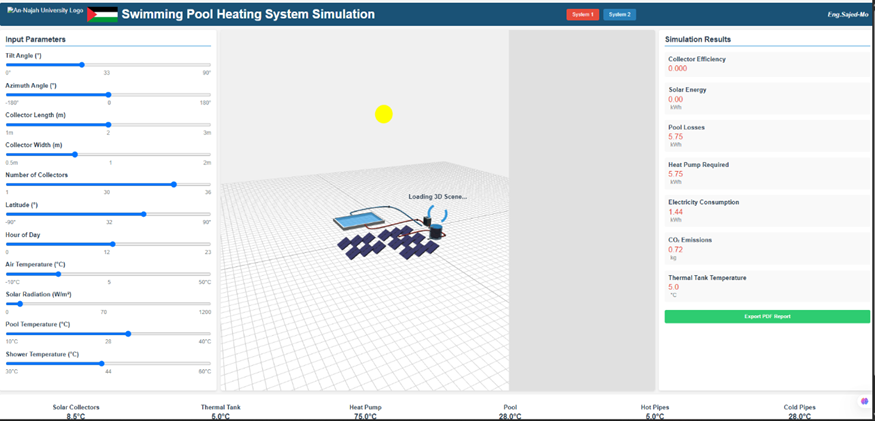 An-Najah University Logo
Swimming Pool Heating System Simulation
System 1
System 2
Eng.Sajed-Mo
Input Parameters
Tilt Angle (°)
0°
33
90°
Azimuth Angle (°)
-180°
0
180°
Collector Length (m)
1m
2
3m
Collector Width (m)
0.5m
1
2m
Number of Collectors
1
30
36
Latitude (°)
-90°
32
90°
Hour of Day
0
12
23
Air Temperature (°C)
-10°C
5
50°C
Solar Radiation (W/m²)
0
70
1200
Pool Temperature (°C)
10°C
28
40°C
Shower Temperature (°C)
30°C
44
60°C
Loading 3D Scene...
Simulation Results
Collector Efficiency
0.000
Solar Energy
0.00
kWh
Pool Losses
5.75
kWh
Heat Pump Required
5.75
kWh
Electricity Consumption
1.44
kWh
CO₂ Emissions
0.72
kg
Thermal Tank Temperature
5.0
°C
Export PDF Report
Solar Collectors
8.5°C
Thermal Tank
5.0°C
Heat Pump
75.0°C
Pool
28.0°C
Hot Pipes
5.0°C
Cold Pipes
28.0°C